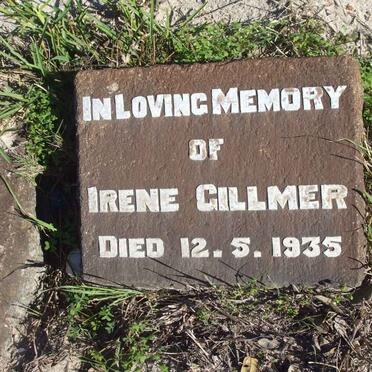 In Loving Memory
of
Irene Gillmer
Died 12.5.1935